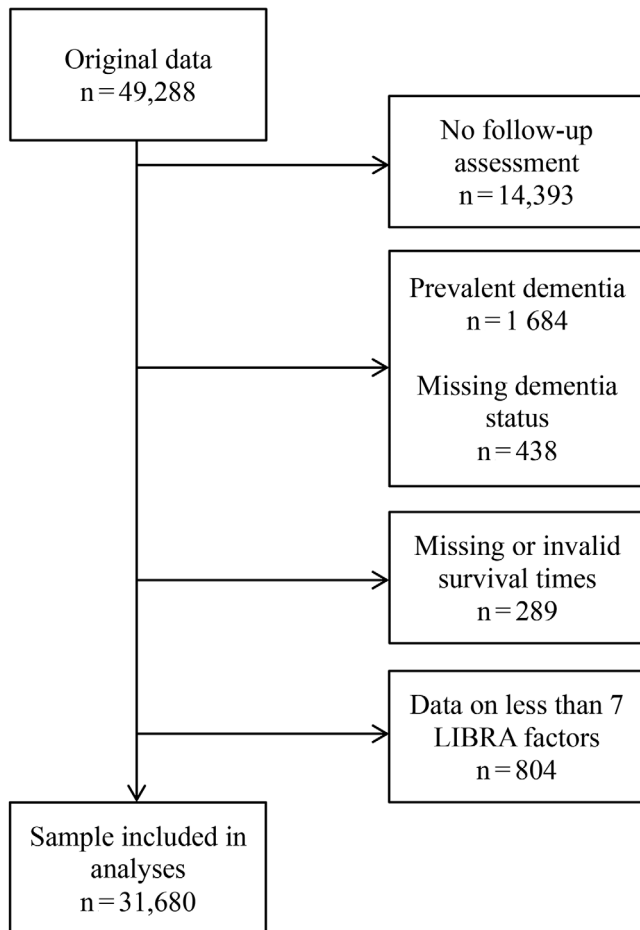 Original data
n=49,288
No follow-up
assessment
n=14,393
Prevalent dementia
n=1 684
Missing dementia
status
n=438
Missing or invalid
survival times
n=289
Data on less than 7
LIBRA factors
n=804
Sample included in
analyses
n=31,680